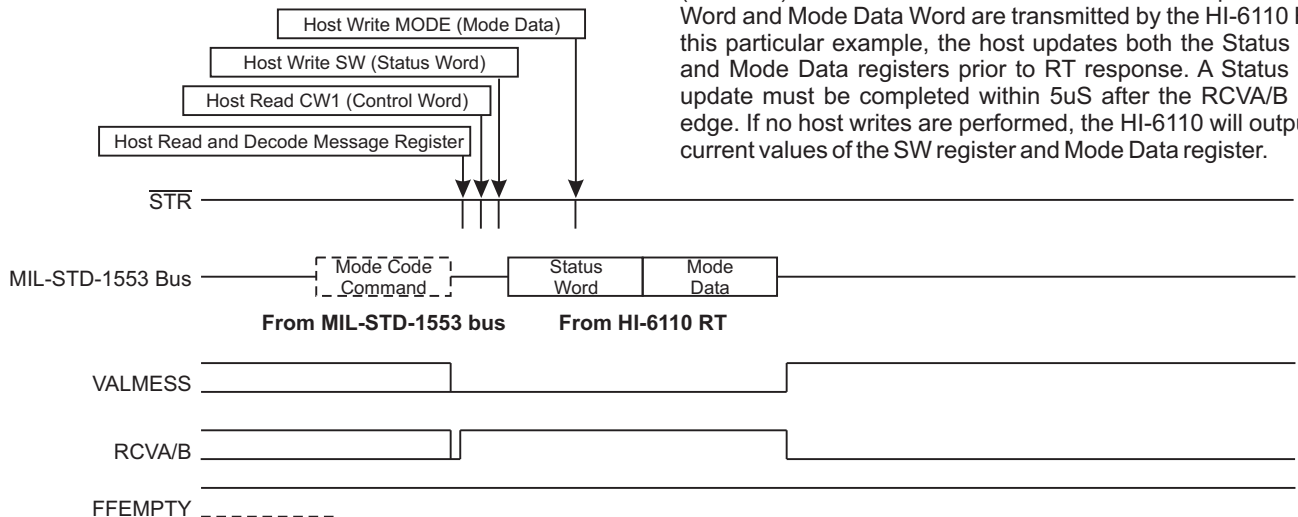 Word and Mode Data Word are transmitted by the HI-6110
this particular example, the host updates both the Status
and Mode Data registers prior to RT response. A Status
update must be completed within 5uS after the RCVA/B
edge. If no host writes are performed, the HI-6110 will
current values of the SW register and Mode Data register.
Host Write MODE (Mode Data)
Host Write SW (Status Word)
Host Read CW1 (Control Word)
Host Read and Decode Message Register
STR
MIL-STD-1553 Bus
Mode Code
Command
Status
Word
Mode
Data
From MIL-STD-1553 bus
From HI-6110 RT
VALMESS
RCVA/B
FFEMPTY